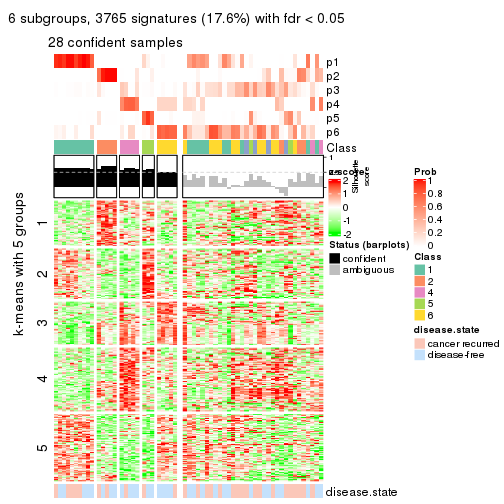 6 subgroups, 3765 signatures (17.6%) with fdr < 0.05
28 confident samples
p1
p2
p3
p4
p5
p6
Class
1
Silhouette
score
z-score
2
1
0
-1
-2
Status (barplots)
confident
ambiguous
Prob
1
0.8
0.6
0.4
0.2
0
Class
1
2
4
5
6
disease.state
cancer recurred
disease-free
k-means with 5 groups
1
2
3
4
5
disease.state